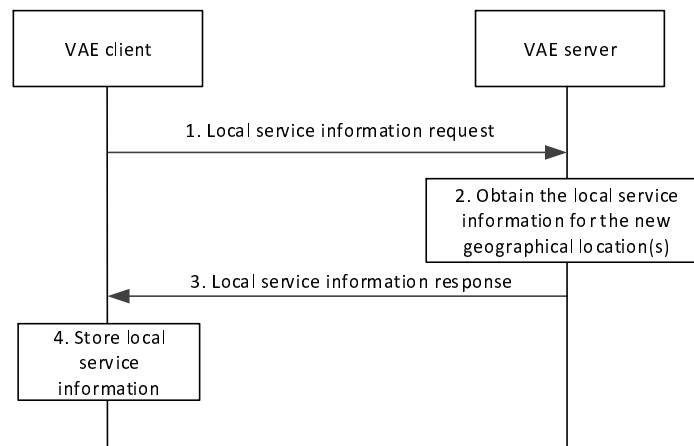 VAE client
VAE server
1. Local service information request
2. Obtain the local service
information for the new
geographical location(s)
3. Local service information response
4. Store local
service
information